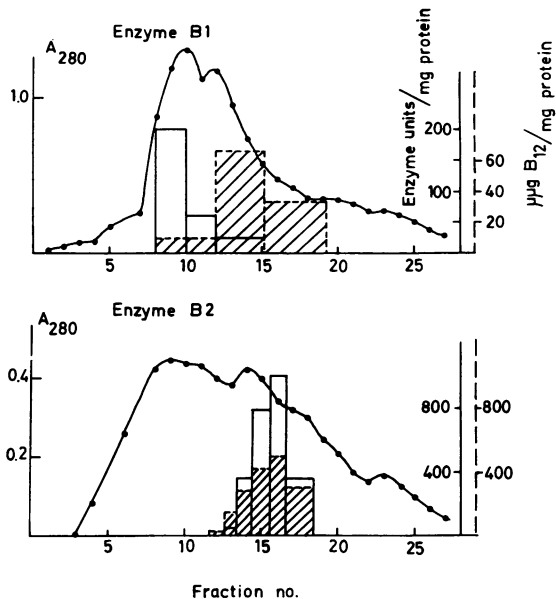 Enzyme B1
A280
1.0
5 10 15 20 25
Enzyme units/mg protein
200
100
μμg B12/mg protein
60
40
20
Enzyme B2
A280
0.4
0.2
5 10 15 20 25
800
400
800
400
Fraction no.